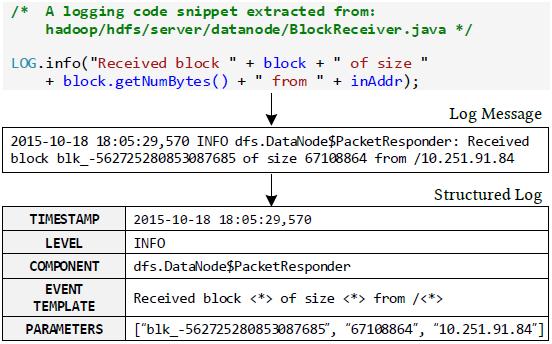 /* A logging code snippet extracted from:
hadoop/hdfs/server/datanode/BlockReceiver.java */
LOG.info("Received block " + block + " of size "
+ block.getNumBytes() + " from " + inAddr);
Log Message
2015-10-18 18:05:29,570 INFO dfs.DataNode$PacketResponder: Received
block blk_-562725280853087685 of size 67108864 from /10.251.91.84
Structured Log
TIMESTAMP 2015-10-18 18:05:29,570
LEVEL INFO
COMPONENT dfs.DataNode$PacketResponder
EVENT
TEMPLATE Received block <*> of size <*> from /<*>
PARAMETERS ["blk_-562725280853087685", "67108864", "10.251.91.84"]